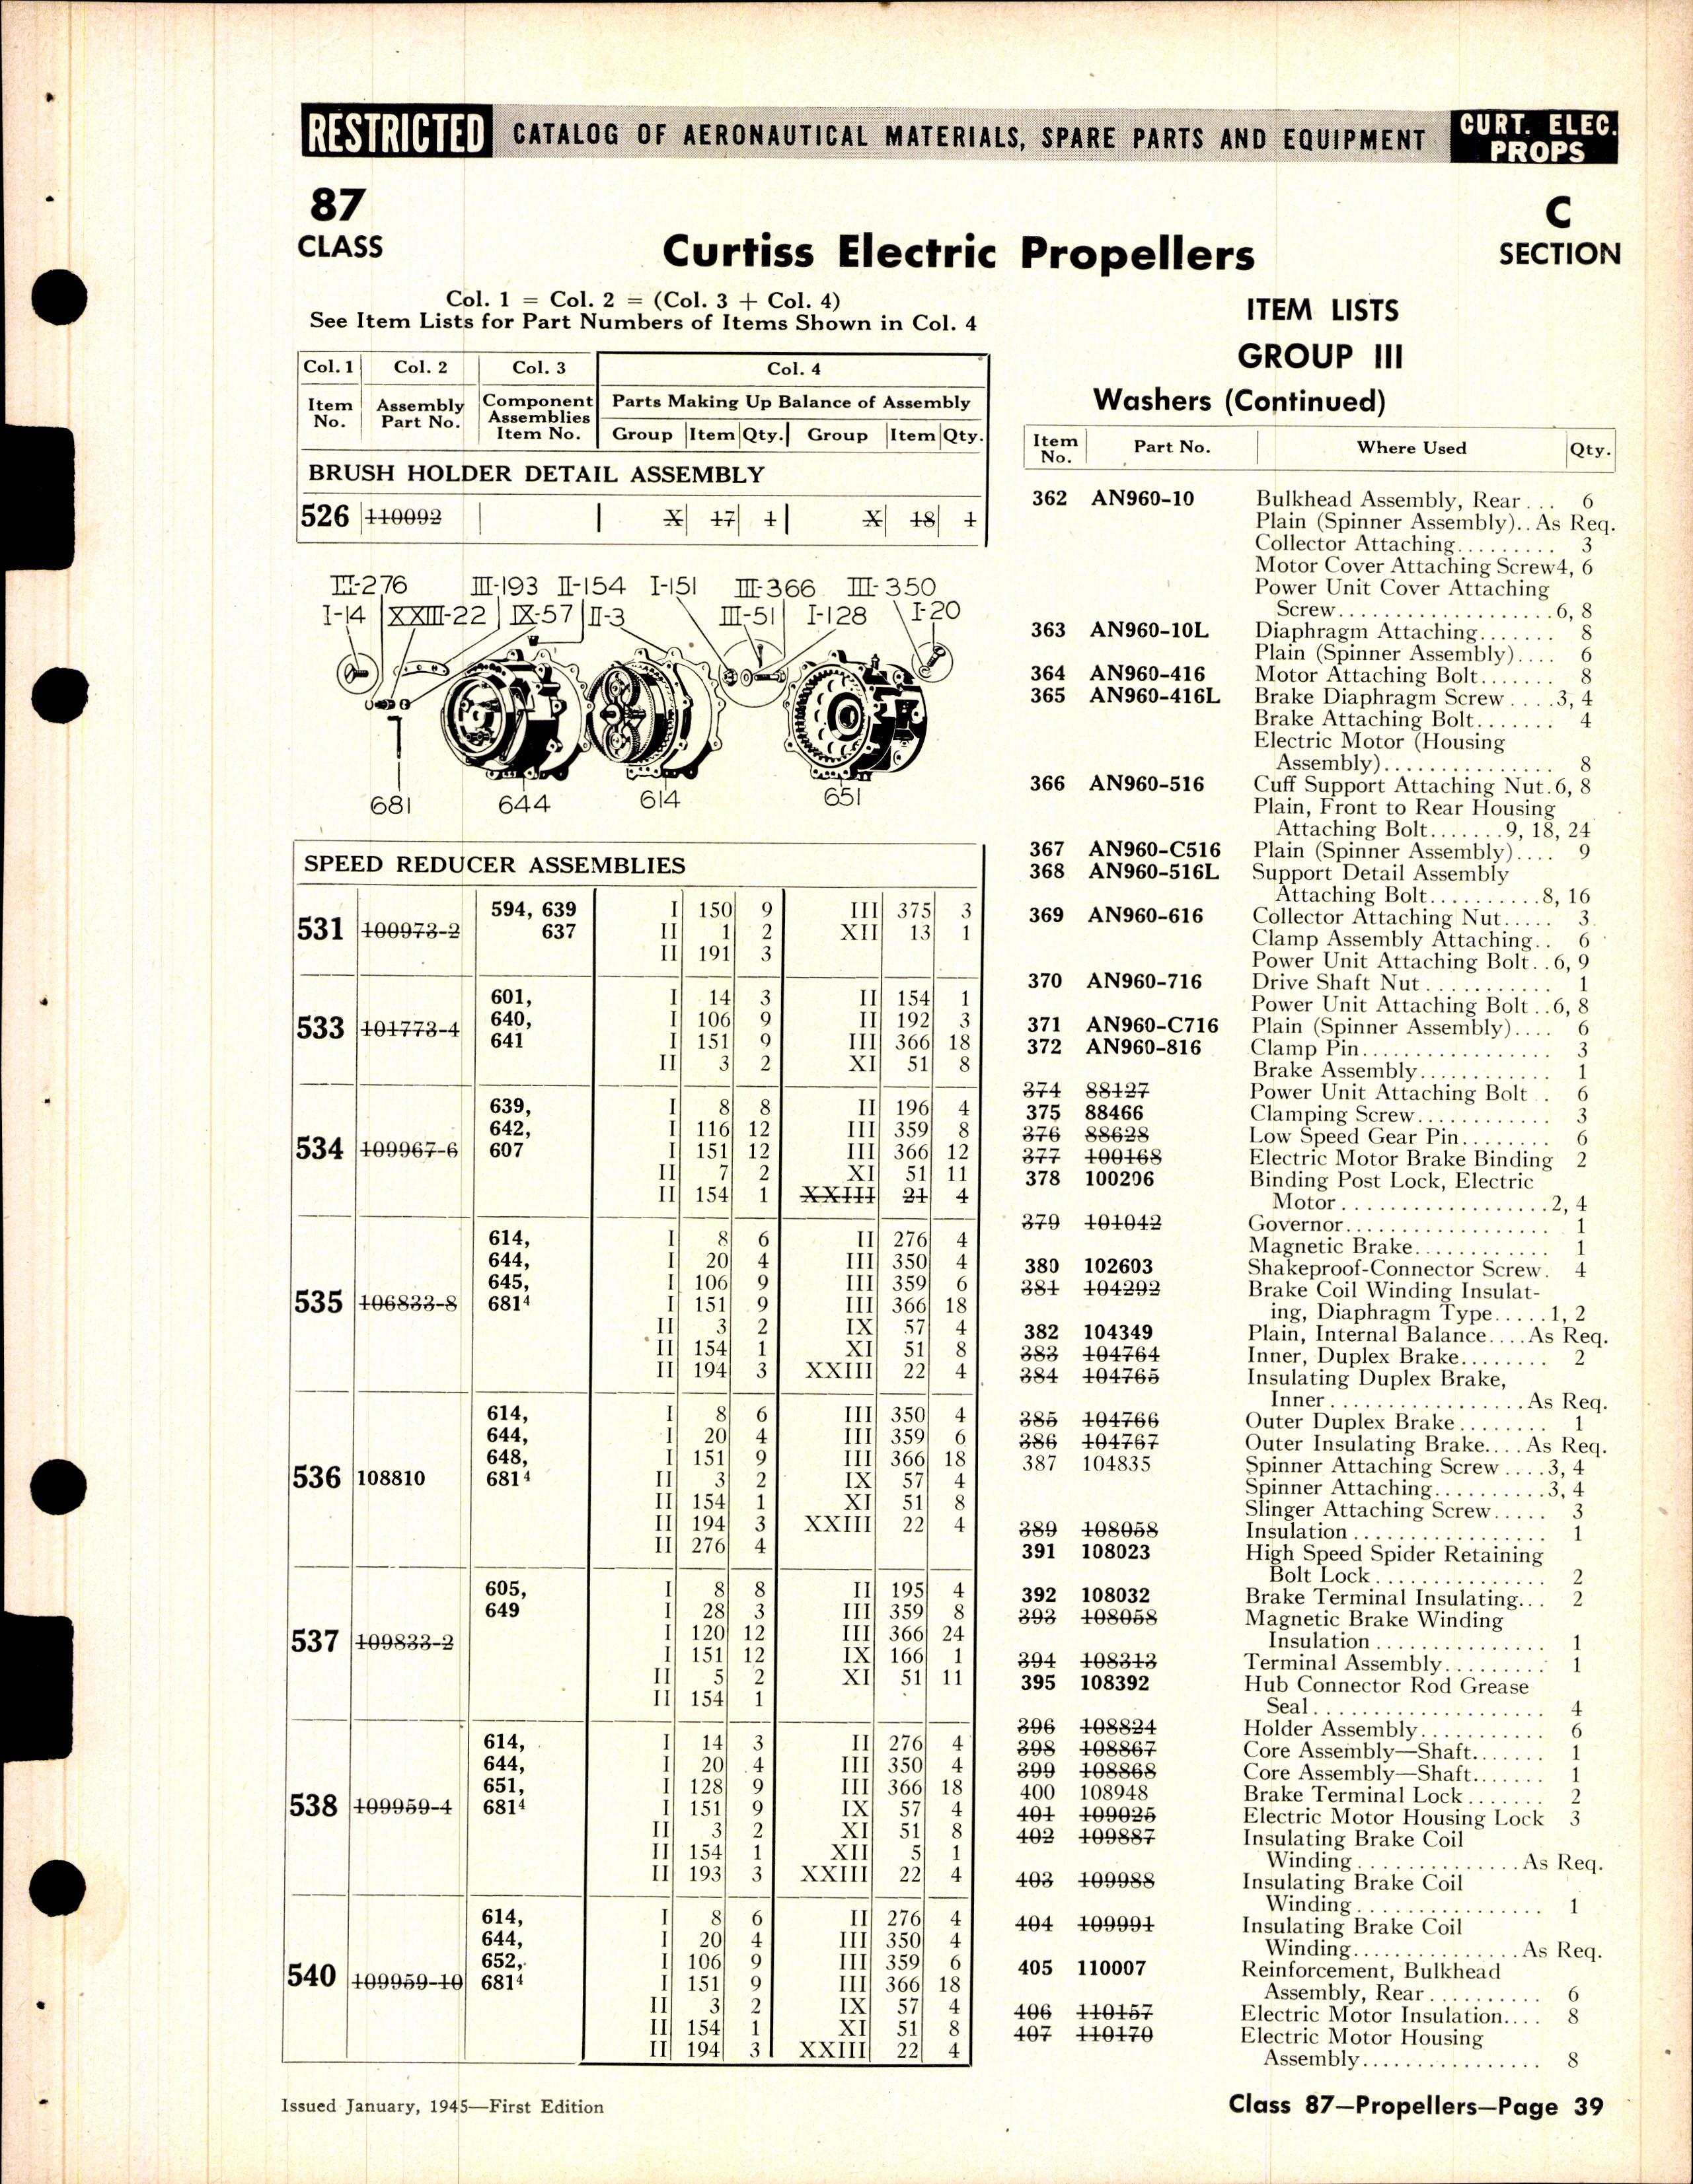 RESTRICTED CATALOG OF AERONAUTICAL MATERIALS, SPARE PARTS AND EQUIPMENT CURT. ELEC. PROPS
87
CLASS
Curtiss Electric Propellers
C
SECTION
Col. 1 = Col. 2 = (Col. 3 + Col. 4)
See Item Lists for Part Numbers of Items Shown in Col. 4
Col. 1 Col. 2 Col. 3 Col. 4
Item No. Assembly Part No. Component Assemblies Item No. Parts Making Up Balance of Assembly
Group Item Qty. Group Item Qty.
BRUSH HOLDER DETAIL ASSEMBLY
526 110092 X 17 1 X 18 1
II-276 III-193 II-154 I-151 III-366 III-350
I-14 XXIII-22 IX-57 II-3 III-51 I-128 I-20
681 644 614 651
SPEED REDUCER ASSEMBLIES
531 100973-2
594, 639 I 150 9 III 375 3
637 II 1 2 XII 13 1
II 191 3
533 101773-4
601, I 14 3 II 154 1
640, I 106 9 II 192 3
641 I 151 9 III 366 18
II 3 2 XI 51 8
534 109967-6
639, I 8 8 II 196 4
642, I 116 12 III 359 8
607 I 151 12 III 366 12
II 7 2 XI 51 11
II 154 1 XXIII 21 4
535 106833-8
614, I 8 6 II 276 4
644, I 20 4 III 350 4
645, I 106 9 III 359 6
681⁴ I 151 9 III 366 18
II 3 2 IX 57 4
II 154 1 XI 51 8
II 194 3 XXIII 22 4
536 108810
614, I 8 6 III 350 4
644, I 20 4 III 359 6
648, I 151 9 III 366 18
681⁴ II 3 2 IX 57 4
II 154 1 XI 51 8
II 194 3 XXIII 22 4
II 276 4
537 109833-2
605, I 8 8 II 195 4
649 I 28 3 III 359 8
I 120 12 III 366 24
I 151 12 IX 166 1
II 5 2 XI 51 11
II 154 1
538 109959-4
614, I 14 3 II 276 4
644, I 20 4 III 350 4
651, I 128 9 III 366 18
681⁴ I 151 9 IX 57 4
II 3 2 XI 51 8
II 154 1 XII 5 1
II 193 3 XXIII 22 4
540 109959-10
614, I 8 6 II 276 4
644, I 20 4 III 350 4
652, I 106 9 III 359 6
681⁴ I 151 9 III 366 18
II 3 2 IX 57 4
II 154 1 XI 51 8
II 194 3 XXIII 22 4
ITEM LISTS
GROUP III
Washers (Continued)
Item No. Part No. Where Used Qty.
362 AN960-10 Bulkhead Assembly, Rear... 6
Plain (Spinner Assembly)..As Req.
Collector Attaching......... 3
Motor Cover Attaching Screw4, 6
Power Unit Cover Attaching
Screw...................6, 8
363 AN960-10L Diaphragm Attaching....... 8
Plain (Spinner Assembly).... 6
364 AN960-416 Motor Attaching Bolt....... 8
365 AN960-416L Brake Diaphragm Screw ....3, 4
Brake Attaching Bolt....... 4
Electric Motor (Housing
Assembly)............... 8
366 AN960-516 Cuff Support Attaching Nut.6, 8
Plain, Front to Rear Housing
Attaching Bolt.......9, 18, 24
367 AN960-C516 Plain (Spinner Assembly).... 9
368 AN960-516L Support Detail Assembly
Attaching Bolt..........8, 16
369 AN960-616 Collector Attaching Nut..... 3
Clamp Assembly Attaching.. 6
Power Unit Attaching Bolt..6, 9
370 AN960-716 Drive Shaft Nut........... 1
Power Unit Attaching Bolt..6, 8
371 AN960-C716 Plain (Spinner Assembly).... 6
372 AN960-816 Clamp Pin................. 3
Brake Assembly............ 1
374 88127 Power Unit Attaching Bolt .. 6
375 88466 Clamping Screw............ 3
376 88628 Low Speed Gear Pin........ 6
377 100168 Electric Motor Brake Binding 2
378 100296 Binding Post Lock, Electric
Motor...................2, 4
379 101042 Governor.................. 1
Magnetic Brake............ 1
380 102603 Shakeproof-Connector Screw. 4
381 104292 Brake Coil Winding Insulat-
ing, Diaphragm Type.....1, 2
382 104349 Plain, Internal Balance....As Req.
383 104764 Inner, Duplex Brake........ 2
384 104765 Insulating Duplex Brake,
Inner.................As Req.
385 104766 Outer Duplex Brake........ 1
386 104767 Outer Insulating Brake....As Req.
387 104835 Spinner Attaching Screw ....3, 4
Spinner Attaching..........3, 4
Slinger Attaching Screw..... 3
389 108058 Insulation................. 1
391 108023 High Speed Spider Retaining
Bolt Lock............... 2
392 108032 Brake Terminal Insulating... 2
393 108058 Magnetic Brake Winding
Insulation............... 1
394 108313 Terminal Assembly......... 1
395 108392 Hub Connector Rod Grease
Seal..................... 4
396 108824 Holder Assembly........... 6
398 108867 Core Assembly—Shaft....... 1
399 108868 Core Assembly—Shaft....... 1
400 108948 Brake Terminal Lock....... 2
401 109025 Electric Motor Housing Lock 3
402 109887 Insulating Brake Coil
Winding...............As Req.
403 109988 Insulating Brake Coil
Winding................ 1
404 109991 Insulating Brake Coil
Winding...............As Req.
405 110007 Reinforcement, Bulkhead
Assembly, Rear.......... 6
406 110157 Electric Motor Insulation.... 8
407 110170 Electric Motor Housing
Assembly................ 8
Issued January, 1945—First Edition
Class 87—Propellers—Page 39